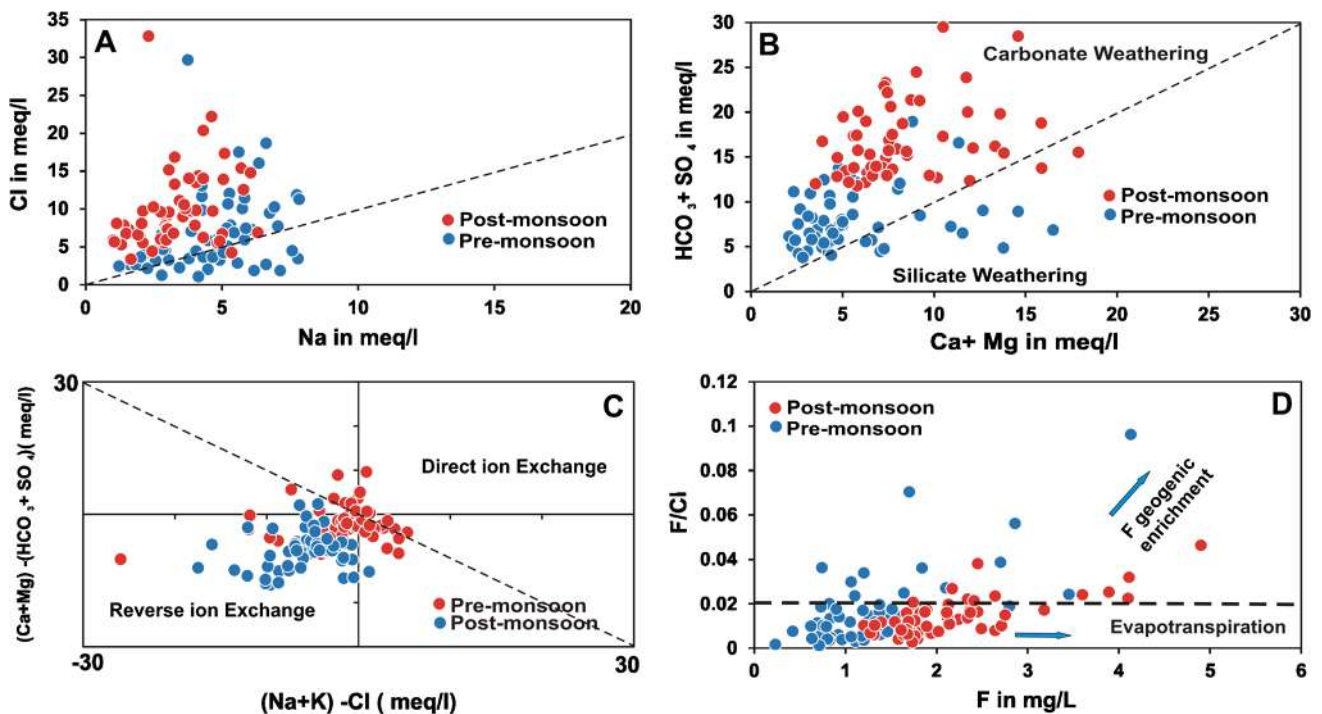 A
Cl in meq/l
35
30
25
20
15
10
5
0
0
5
10
15
20
Na in meq/l
Post-monsoon
Pre-monsoon
B
HCO3+ SO4 in meq/l
30
25
20
15
10
5
0
0
5
10
15
20
25
30
Ca+ Mg in meq/l
Carbonate Weathering
Silicate Weathering
Post-monsoon
Pre-monsoon
C
(Ca+Mg) -(HCO3+ SO4)( meq/l)
30
-30
30
(Na+K) -Cl ( meq/l)
Direct ion Exchange
Reverse ion Exchange
Pre-monsoon
Post-monsoon
D
F/Cl
0.12
0.1
0.08
0.06
0.04
0.02
0
0
1
2
3
4
5
6
F in mg/L
Post-monsoon
Pre-monsoon
F geogenic
enrichment
Evapotranspiration